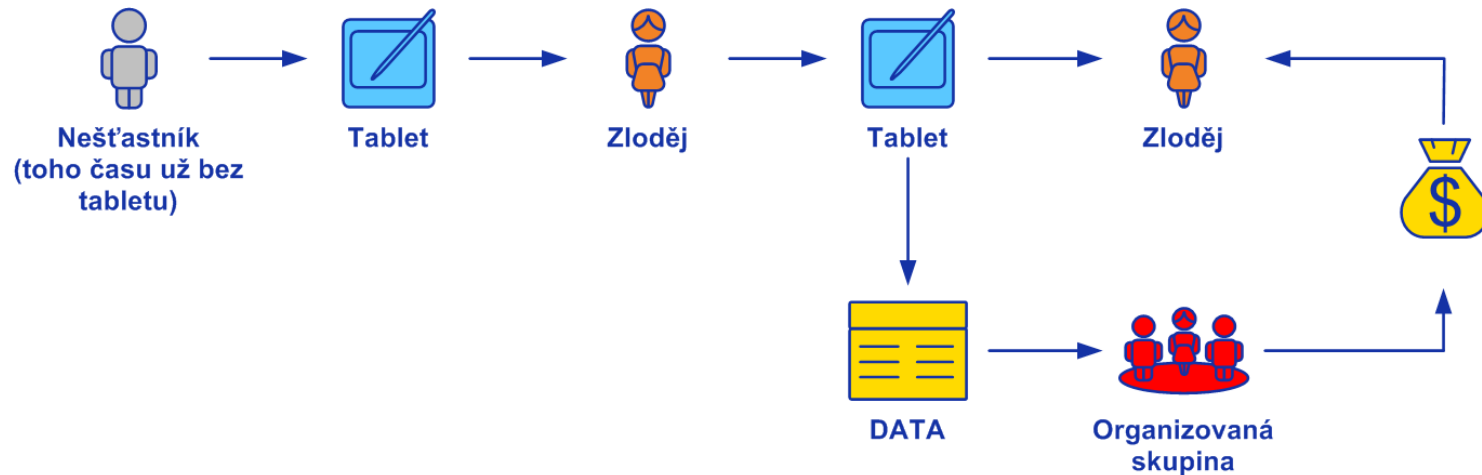 Nešťastník
(toho času už bez
tabletu)
Tablet
Zloděj
Tablet
Zloděj
$
DATA
Organizovaná
skupina